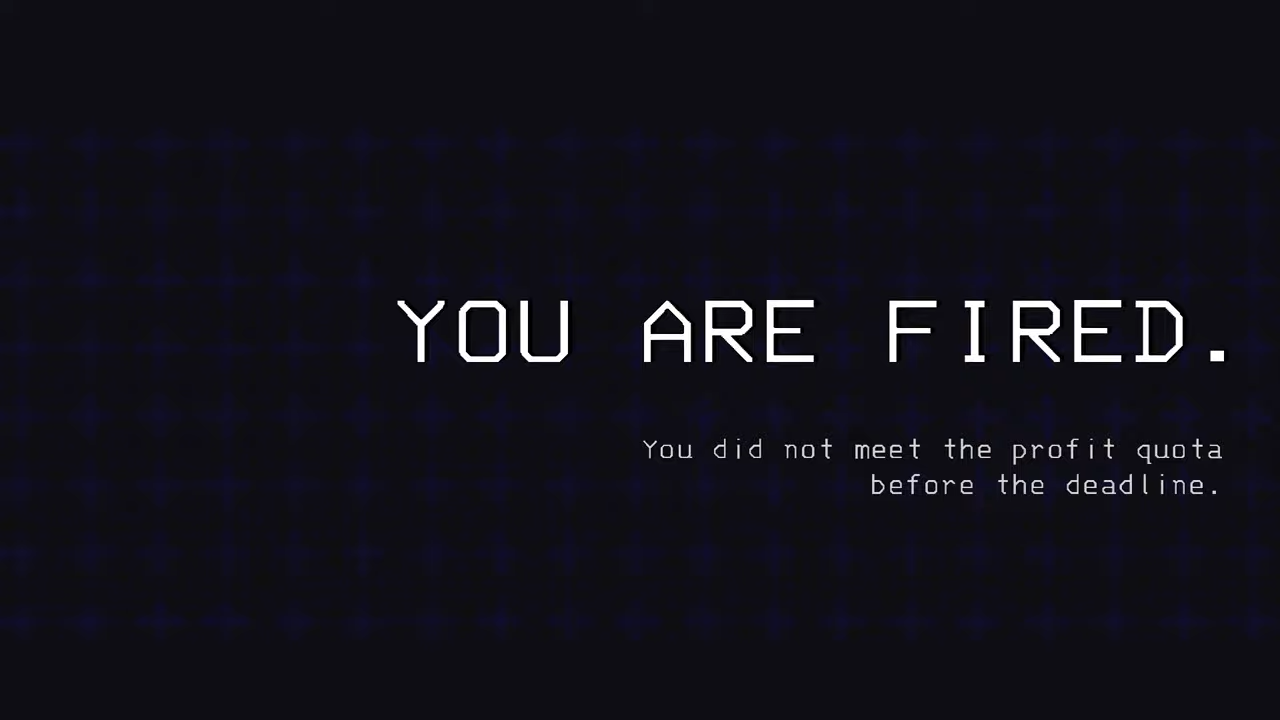 YOU ARE FIRED.
You did not meet the profit quota
before the deadline.